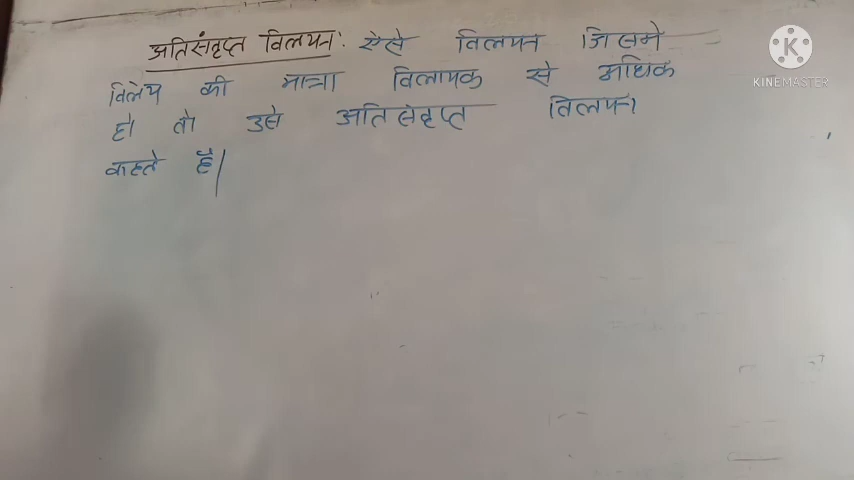 अतिसंवृप्त विलयन: ऐसे विलयन जिसमे
विलेय की मात्रा विलायक से अधिक
हो तो उसे अतिसंवृप्त विलयन
कहते है|
KINEMASTER